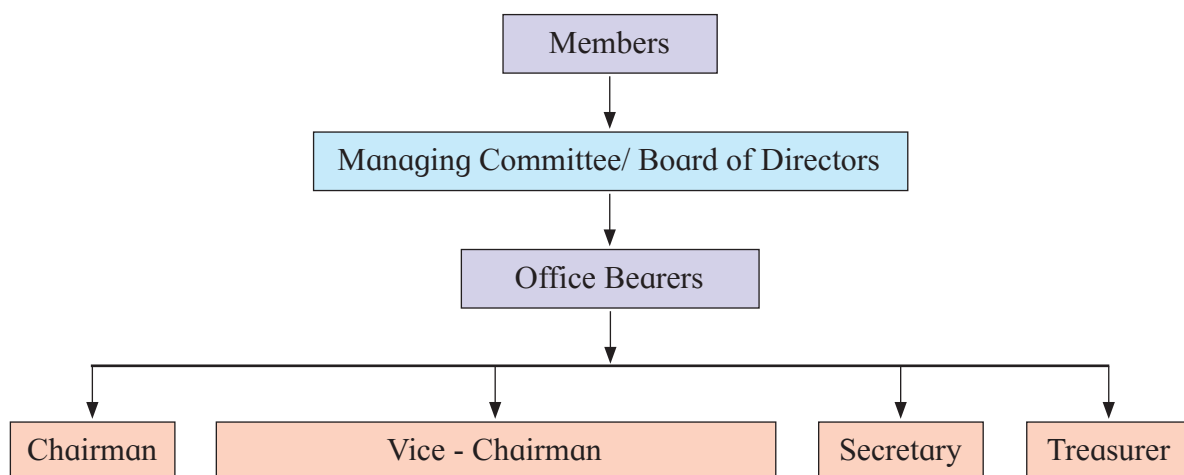 Members
Managing Committee/ Board of Directors
Office Bearers
Chairman
Vice - Chairman
Secretary
Treasurer